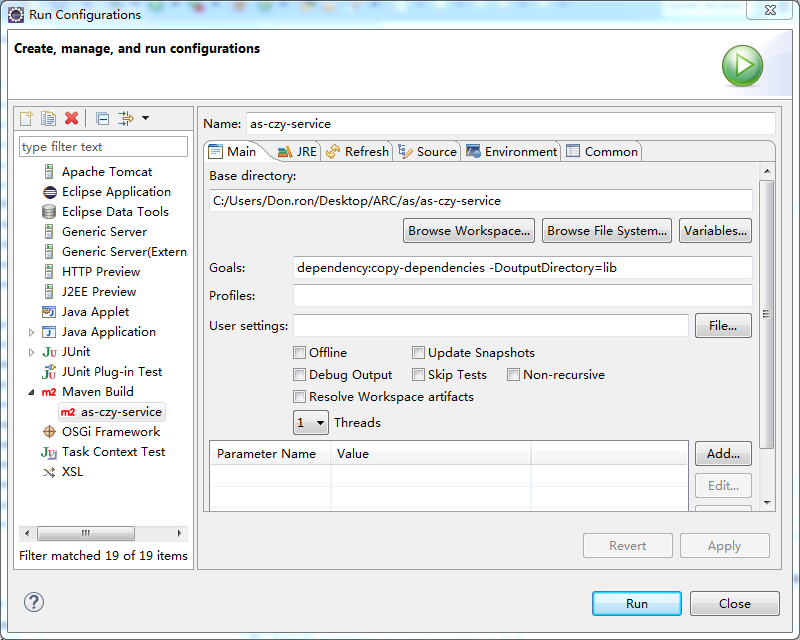 Run Configurations
Create, manage, and run configurations
type filter text
Apache Tomcat
Eclipse Application
Eclipse Data Tools
Generic Server
Generic Server(Extern
HTTP Preview
J2EE Preview
Java Applet
Java Application
Ju JUnit
JUnit Plug-in Test
m2 Maven Build
m2 as-czy-service
OSGi Framework
Ju Task Context Test
XSL
Filter matched 19 of 19 items
Name: as-czy-service
Main JRE Refresh Source Environment Common
Base directory:
C:/Users/Don.ron/Desktop/ARC/as/as-czy-service
Browse Workspace... Browse File System... Variables...
Goals: dependency:copy-dependencies -DoutputDirectory=lib
Profiles:
User settings: File...
Offline Update Snapshots
Debug Output Skip Tests Non-recursive
Resolve Workspace artifacts
1 Threads
Parameter Name Value Add...
Edit...
Revert Apply
? Run Close